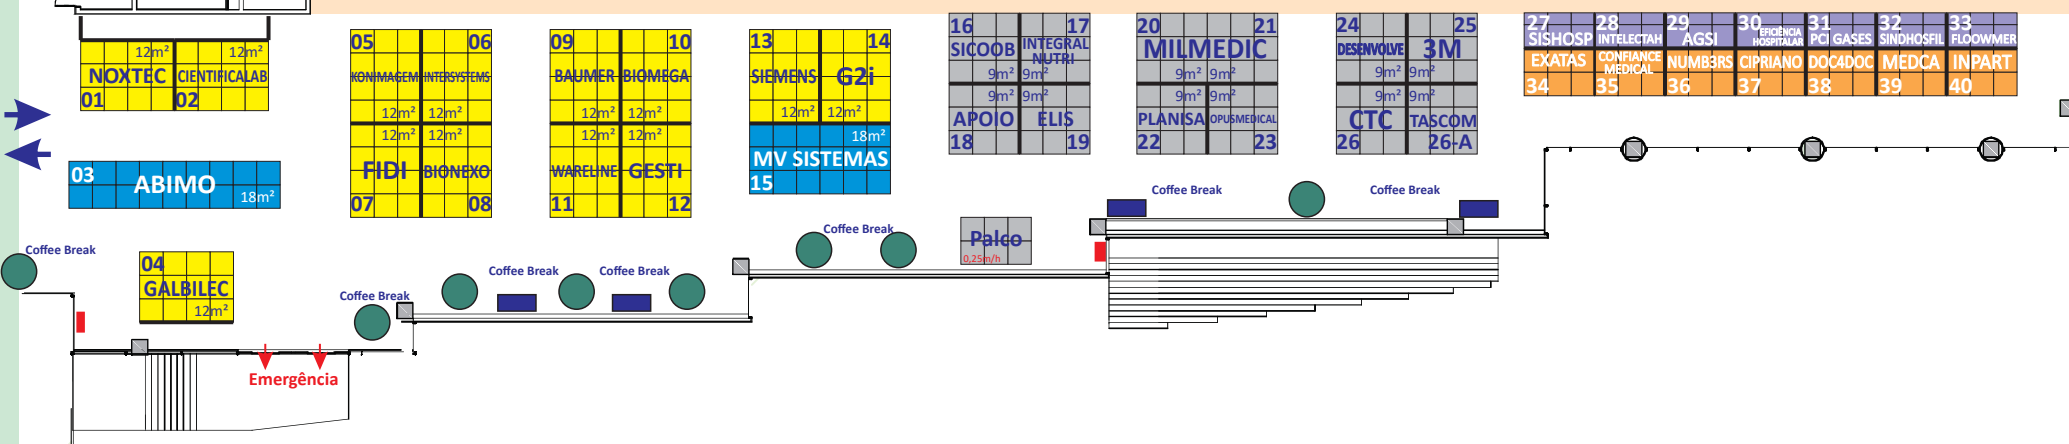 12m²
12m²
NOXTEC
CIENTIFICALAB
01
02
03
ABIMO
18m²
Coffee Break
04
GALBILEC
12m²
Emergência
Coffee Break
05
06
KONIMAGEM
INTERSYSTEMS
12m²
12m²
12m²
12m²
FIDI
BIONEXO
07
08
Coffee Break
Coffee Break
09
10
BAUMER
BIOMEGA
12m²
12m²
12m²
12m²
WARELINE
GESTI
11
12
13
14
SIEMENS
G2i
12m²
12m²
18m²
MV SISTEMAS
15
Coffee Break
16
17
SICOOB
INTEGRAL
NUTRI
9m²
9m²
9m²
9m²
APOIO
ELIS
18
19
Palco
0,25m/h
20
21
MILMEDIC
9m²
9m²
9m²
9m²
PLANISA
OPUSMEDICAL
22
23
Coffee Break
Coffee Break
24
25
DESENVOLVE
3M
9m²
9m²
9m²
9m²
CTC
TASCOM
26
26-A
27
28
29
30
31
32
33
SISHOSP
INTELECTAH
AGSI
EFICIÊNCIA
HOSPITALAR
PCI GASES
SINDHOSFIL
FLOOWMER
EXATAS
CONFIANCE
MEDICAL
NUMB3RS
CIPRIANO
DOC4DOC
MEDCA
INPART
34
35
36
37
38
39
40